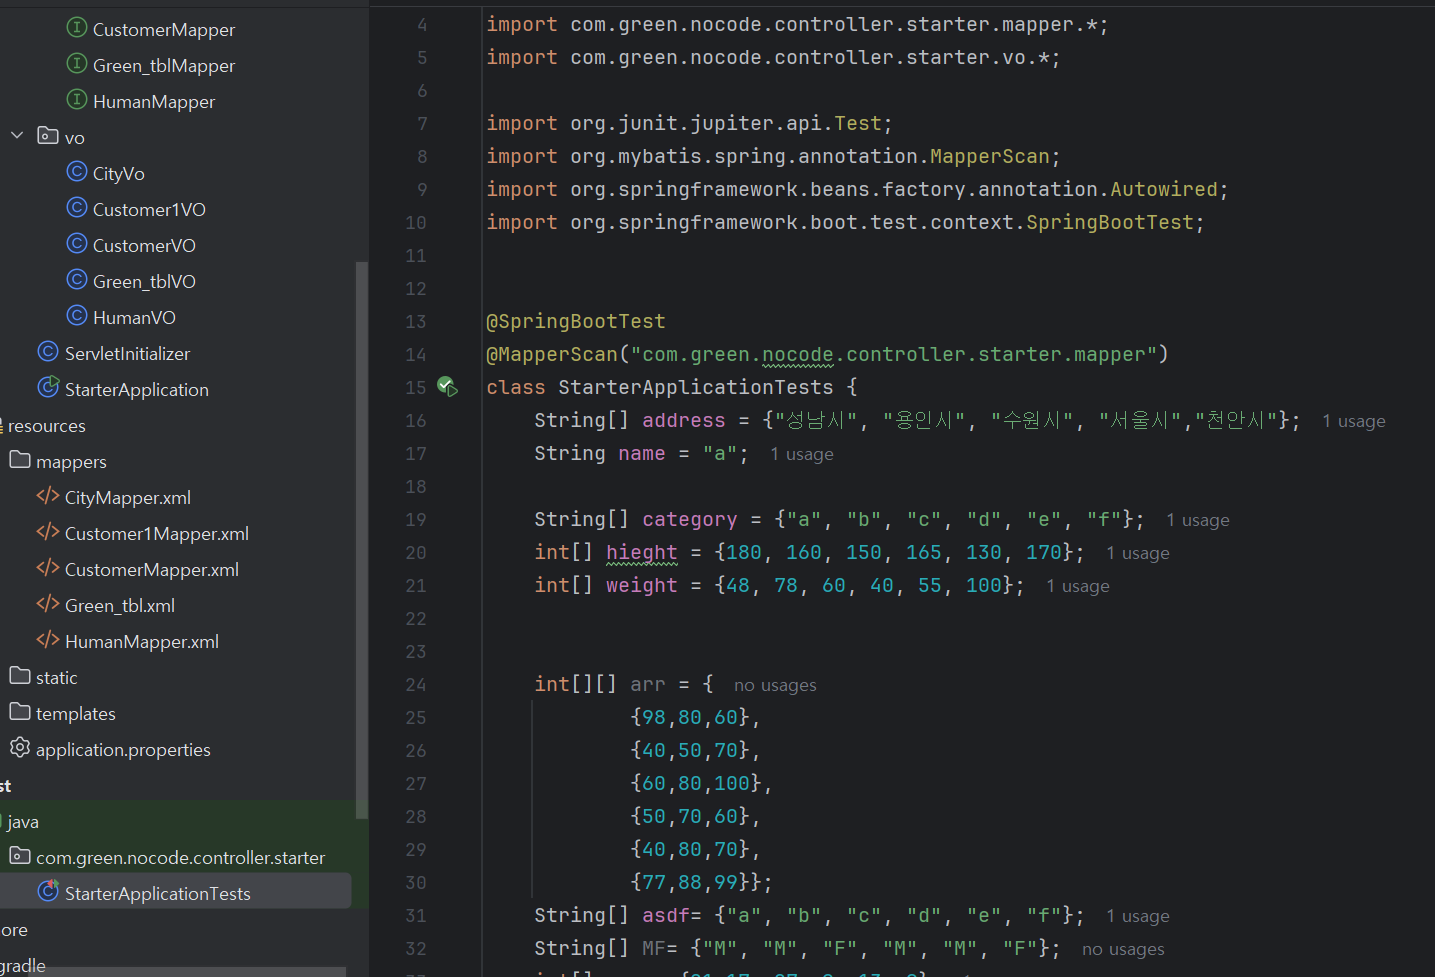 CustomerMapper
Green_tblMapper
HumanMapper
vo
CityVo
Customer1VO
CustomerVO
Green_tblVO
HumanVO
ServletInitializer
StarterApplication
resources
mappers
CityMapper.xml
Customer1Mapper.xml
CustomerMapper.xml
Green_tbl.xml
HumanMapper.xml
static
templates
application.properties
st
java
com.green.nocode.controller.starter
StarterApplicationTests
ore
gradle
4 import com.green.nocode.controller.starter.mapper.*;
5 import com.green.nocode.controller.starter.vo.*;
6
7 import org.junit.jupiter.api.Test;
8 import org.mybatis.spring.annotation.MapperScan;
9 import org.springframework.beans.factory.annotation.Autowired;
10 import org.springframework.boot.test.context.SpringBootTest;
11
12
13 @SpringBootTest
14 @MapperScan("com.green.nocode.controller.starter.mapper")
15 class StarterApplicationTests {
16 String[] address = {"성남시", "용인시", "수원시", "서울시","천안시"}; 1 usage
17 String name = "a"; 1 usage
18
19 String[] category = {"a", "b", "c", "d", "e", "f"}; 1 usage
20 int[] hieght = {180, 160, 150, 165, 130, 170}; 1 usage
21 int[] weight = {48, 78, 60, 40, 55, 100}; 1 usage
22
23
24 int[][] arr = { no usages
25 {98,80,60},
26 {40,50,70},
27 {60,80,100},
28 {50,70,60},
29 {40,80,70},
30 {77,88,99}};
31 String[] asdf= {"a", "b", "c", "d", "e", "f"}; 1 usage
32 String[] MF= {"M", "M", "F", "M", "M", "F"}; no usages